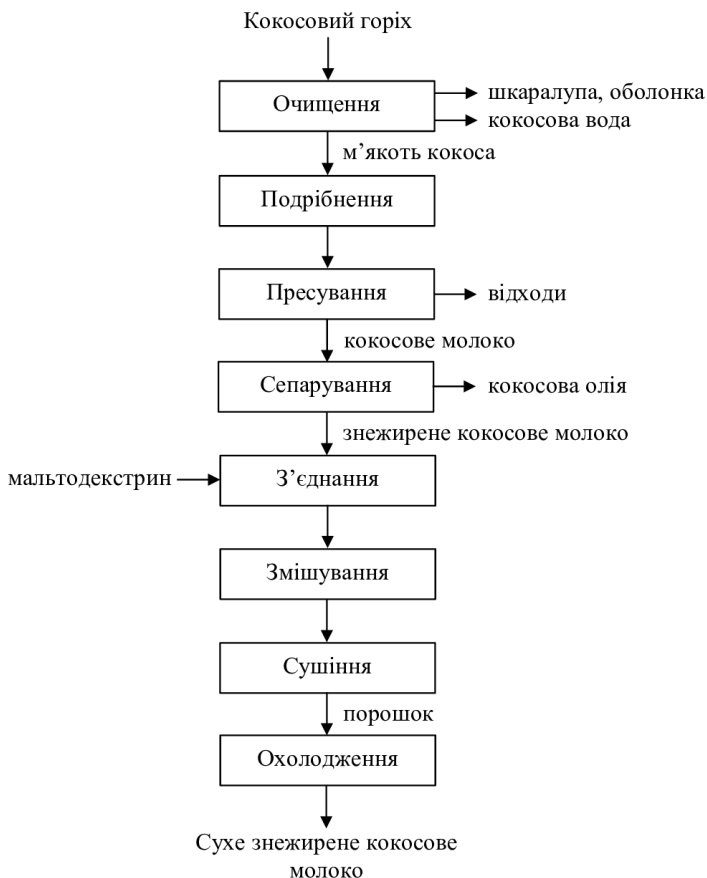 Кокосовий горіх
Очищення
шкаралупа, оболонка
кокосова вода
м’якоть кокоса
Подрібнення
Пресування
відходи
кокосове молоко
Сепарування
кокосова олія
знежирене кокосове молоко
мальтодекстрин
З’єднання
Змішування
Сушіння
порошок
Охолодження
Сухе знежирене кокосове
молоко